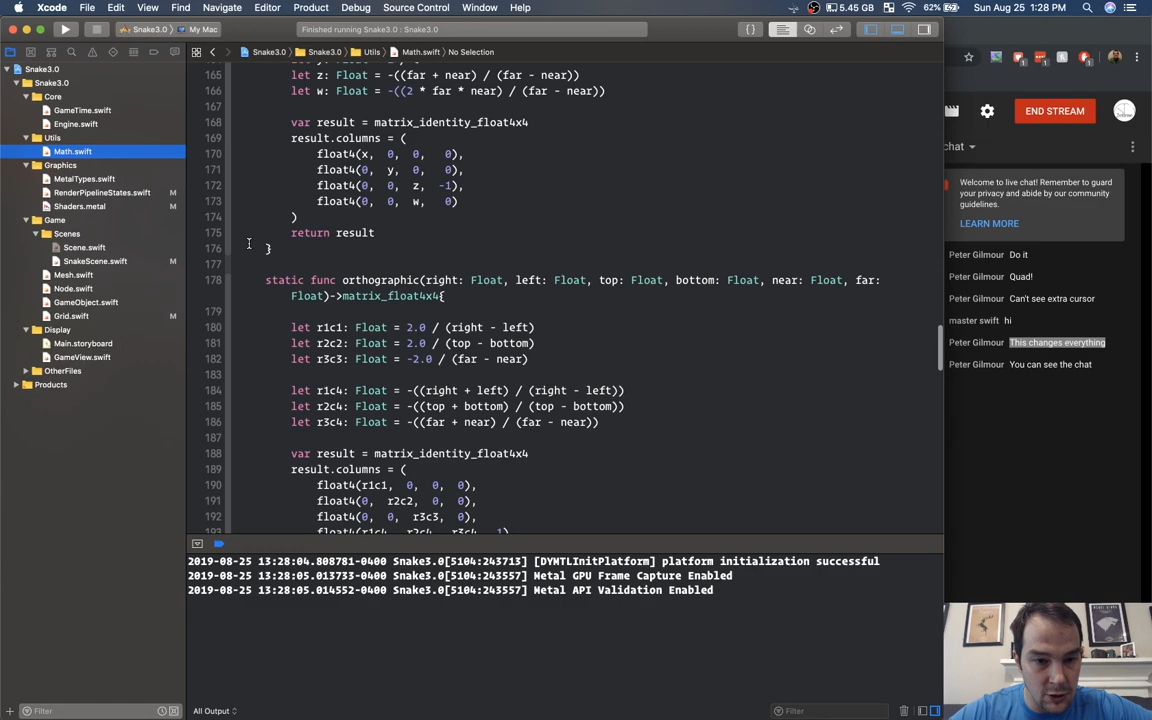 Xcode File Edit View Find Navigate Editor Product Debug Source Control Window Help 5.45 GB 62% Sun Aug 25 1:28 PM
Snake3.0 My Mac Finished running Snake3.0 : Snake3.0
Snake3.0 Snake3.0 Utils Math.swift No Selection
Snake3.0
Snake3.0
Core
GameTime.swift
Engine.swift
Utils
Math.swift
Graphics
MetalTypes.swift
RenderPipelineStates.swift M
Shaders.metal M
Game
Scenes
Scene.swift
SnakeScene.swift M
Mesh.swift
Node.swift
GameObject.swift
Grid.swift M
Display
Main.storyboard
GameView.swift
OtherFiles
Products
Filter
165 let z: Float = -((far + near) / (far - near))
166 let w: Float = -((2 * far * near) / (far - near))
167
168 var result = matrix_identity_float4x4
169 result.columns = (
170 float4(x, 0, 0, 0),
171 float4(0, y, 0, 0),
172 float4(0, 0, z, -1),
173 float4(0, 0, w, 0)
174 )
175 return result
176 }
177
178 static func orthographic(right: Float, left: Float, top: Float, bottom: Float, near: Float, far:
Float)->matrix_float4x4{
179
180 let r1c1: Float = 2.0 / (right - left)
181 let r2c2: Float = 2.0 / (top - bottom)
182 let r3c3: Float = -2.0 / (far - near)
183
184 let r1c4: Float = -((right + left) / (right - left))
185 let r2c4: Float = -((top + bottom) / (top - bottom))
186 let r3c4: Float = -((far + near) / (far - near))
187
188 var result = matrix_identity_float4x4
189 result.columns = (
190 float4(r1c1, 0, 0, 0),
191 float4(0, r2c2, 0, 0),
192 float4(0, 0, r3c3, 0),
193 float4(r1c4, r2c4, r3c4, 1)
2019-08-25 13:28:04.808781-0400 Snake3.0[5104:243713] [DYMTLInitPlatform] platform initialization successful
2019-08-25 13:28:05.013733-0400 Snake3.0[5104:243557] Metal GPU Frame Capture Enabled
2019-08-25 13:28:05.014552-0400 Snake3.0[5104:243557] Metal API Validation Enabled
All Output Filter
END STREAM
chat
Welcome to live chat! Remember to guard
your privacy and abide by our community
guidelines.
LEARN MORE
Peter Gilmour Do it
Peter Gilmour Quad!
Peter Gilmour Can't see extra cursor
master swift hi
Peter Gilmour This changes everything
Peter Gilmour You can see the chat